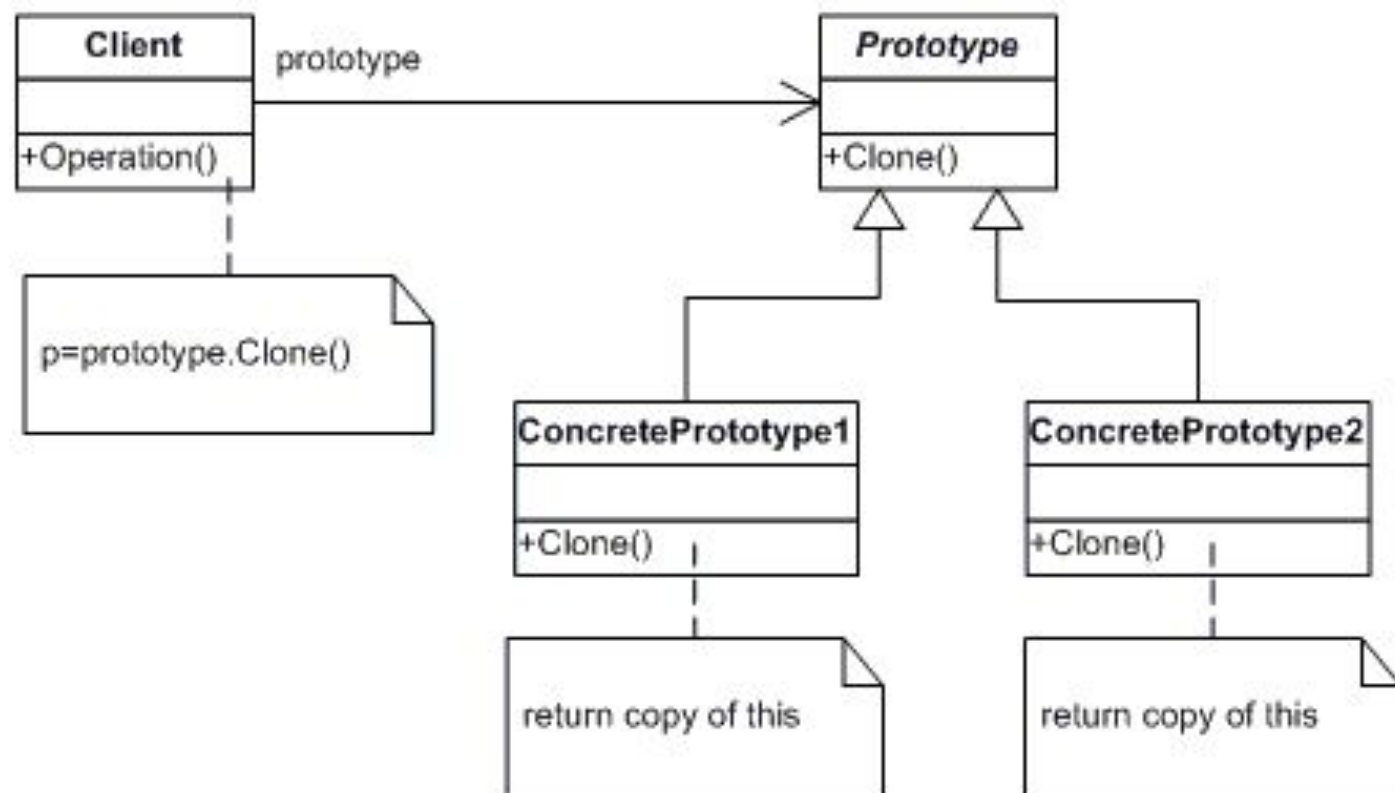 Client
prototype
Prototype
+Operation()
+Clone()
p=prototype.Clone()
ConcretePrototype1
ConcretePrototype2
+Clone()
+Clone()
return copy of this
return copy of this